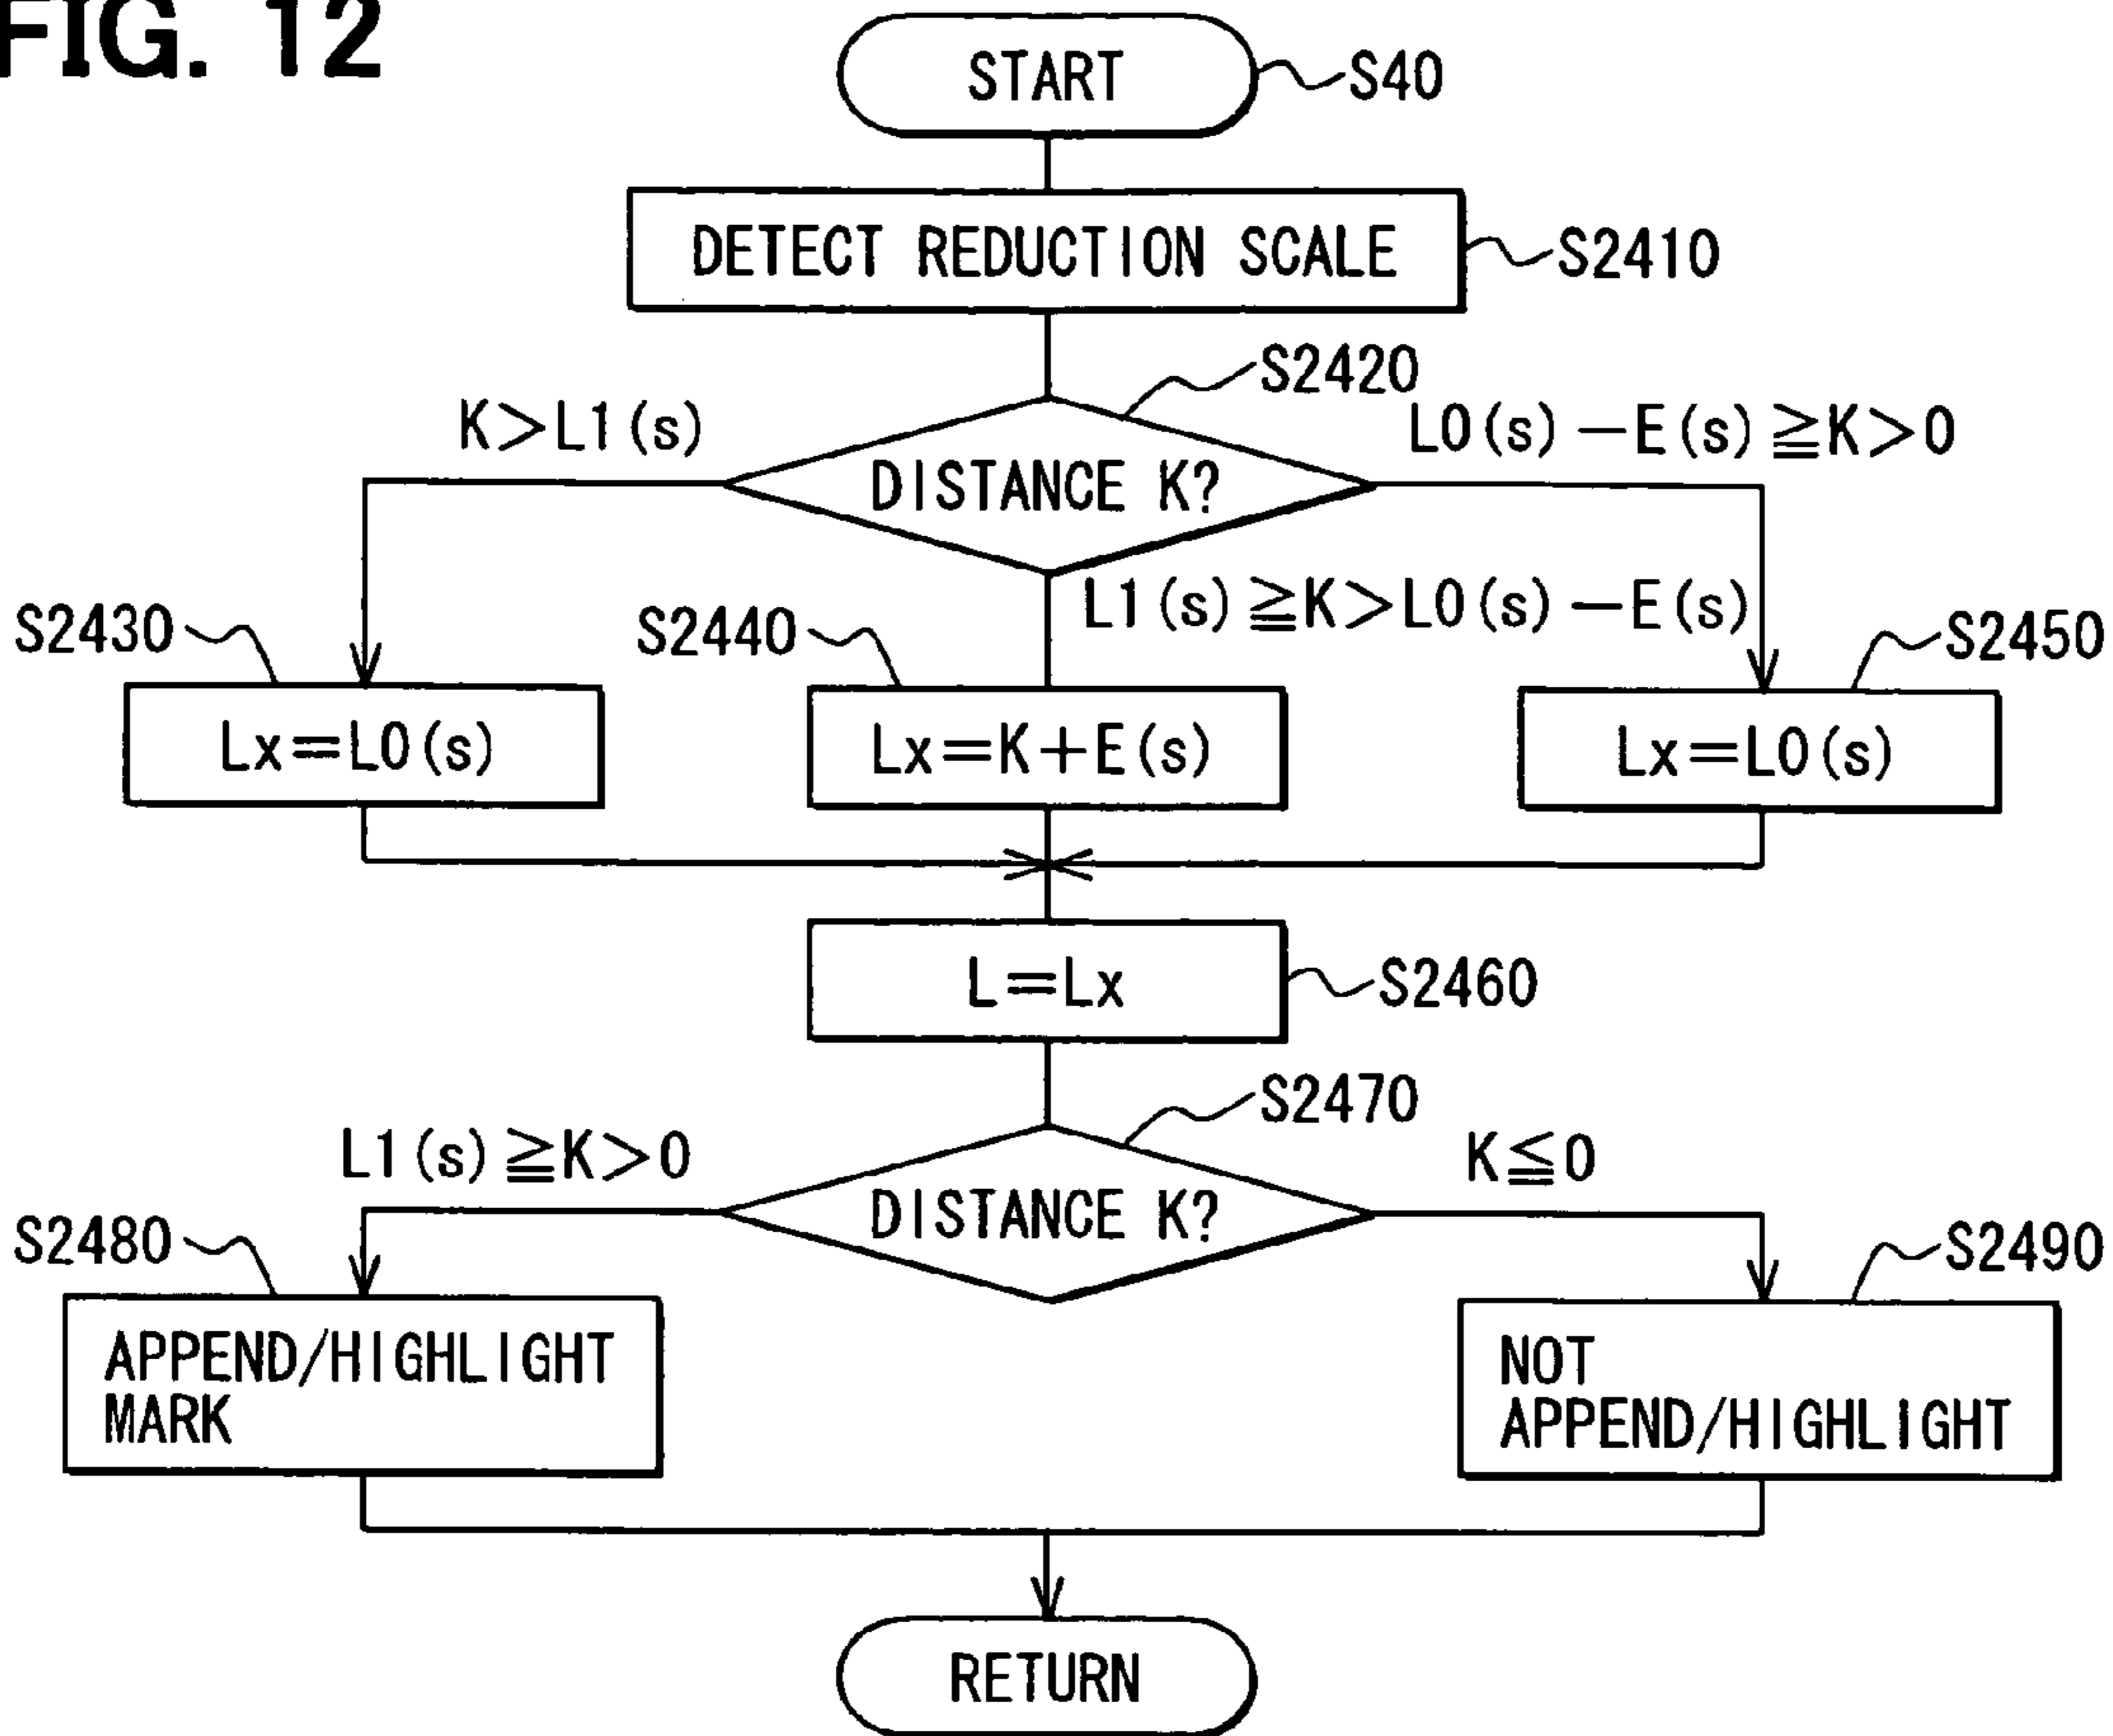 FIG. 12
START
S40
DETECT REDUCTION SCALE
S2410
S2420
K>L1(s)
L0(s)-E(s)≧K>0
DISTANCE K?
L1(s)≧K>L0(s)-E(s)
S2430
S2440
S2450
Lx=L0(s)
Lx=K+E(s)
Lx=L0(s)
L=Lx
S2460
S2470
L1(s)≧K>0
K≦0
DISTANCE K?
S2480
S2490
APPEND/HIGHLIGHT
MARK
NOT
APPEND/HIGHLIGHT
RETURN